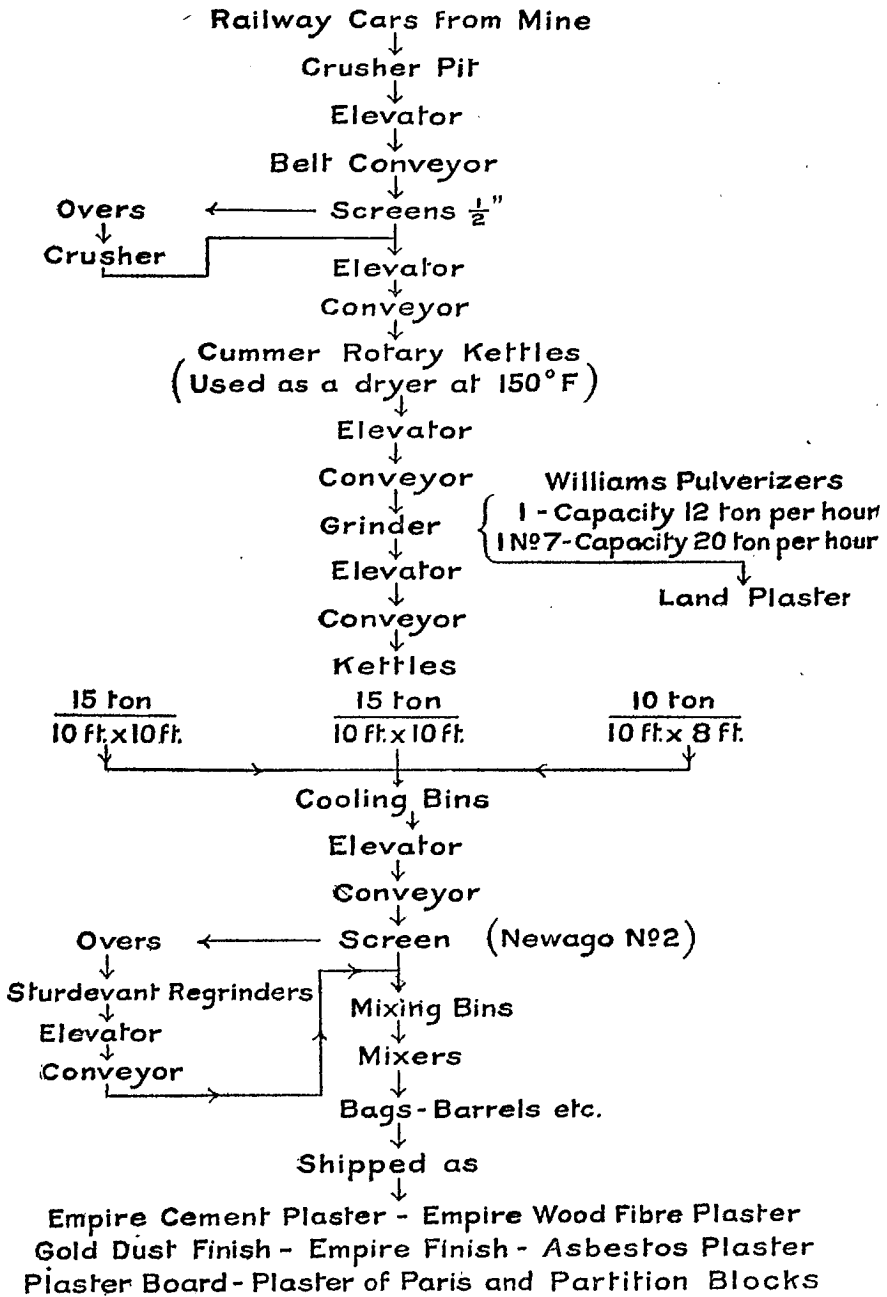 Railway Cars from Mine
Crusher Pit
Elevator
Belt Conveyor
Overs
Screens 1/2"
Crusher
Elevator
Conveyor
Cummer Rotary Kettles
(Used as a dryer at 150°F)
Elevator
Conveyor
Williams Pulverizers
1 - Capacity 12 ton per hour
Grinder
1 Nº7 - Capacity 20 ton per hour
Elevator
Land Plaster
Conveyor
Kettles
15 ton 15 ton 10 ton
10 ft. x 10 ft. 10 ft. x 10 ft. 10 ft. x 8 ft.
Cooling Bins
Elevator
Conveyor
Overs
Screen (Newago Nº2)
Sturdevant Regrinders
Mixing Bins
Elevator
Mixers
Conveyor
Bags - Barrels etc.
Shipped as
Empire Cement Plaster - Empire Wood Fibre Plaster
Gold Dust Finish - Empire Finish - Asbestos Plaster
Plaster Board - Plaster of Paris and Partition Blocks